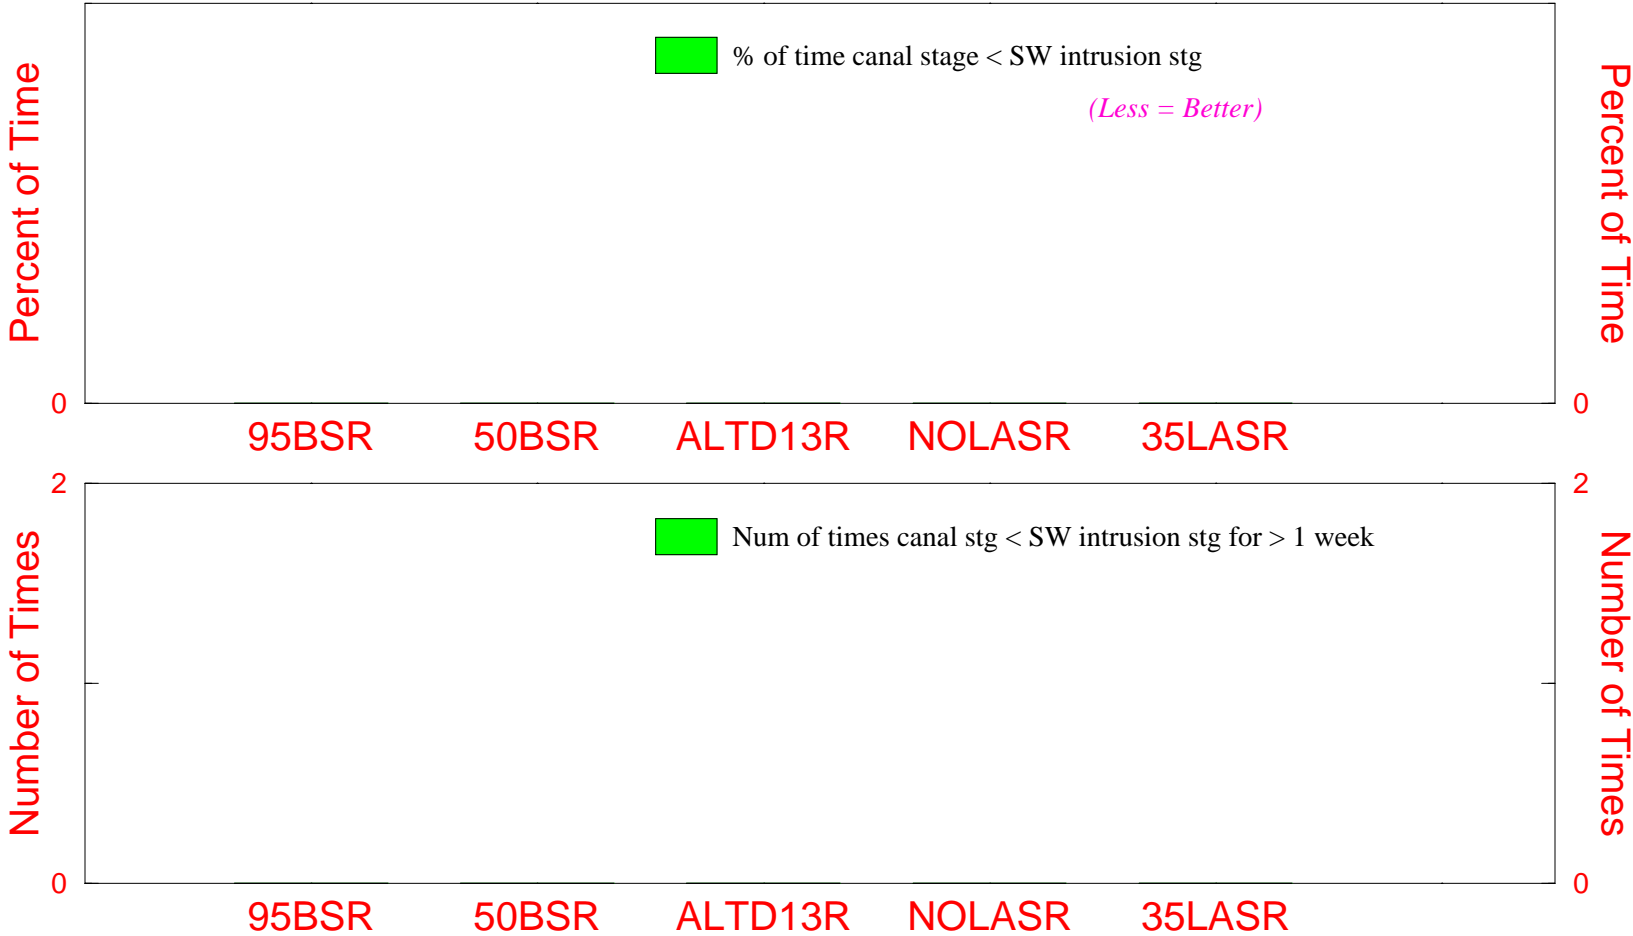 % of time canal stage < SW intrusion stg
(Less = Better)
Percent of Time
Percent of Time
0
0
95BSR 50BSR ALTD13R NOLASR 35LASR
2
2
Num of times canal stg < SW intrusion stg for > 1 week
Number of Times
Number of Times
0
0
95BSR 50BSR ALTD13R NOLASR 35LASR